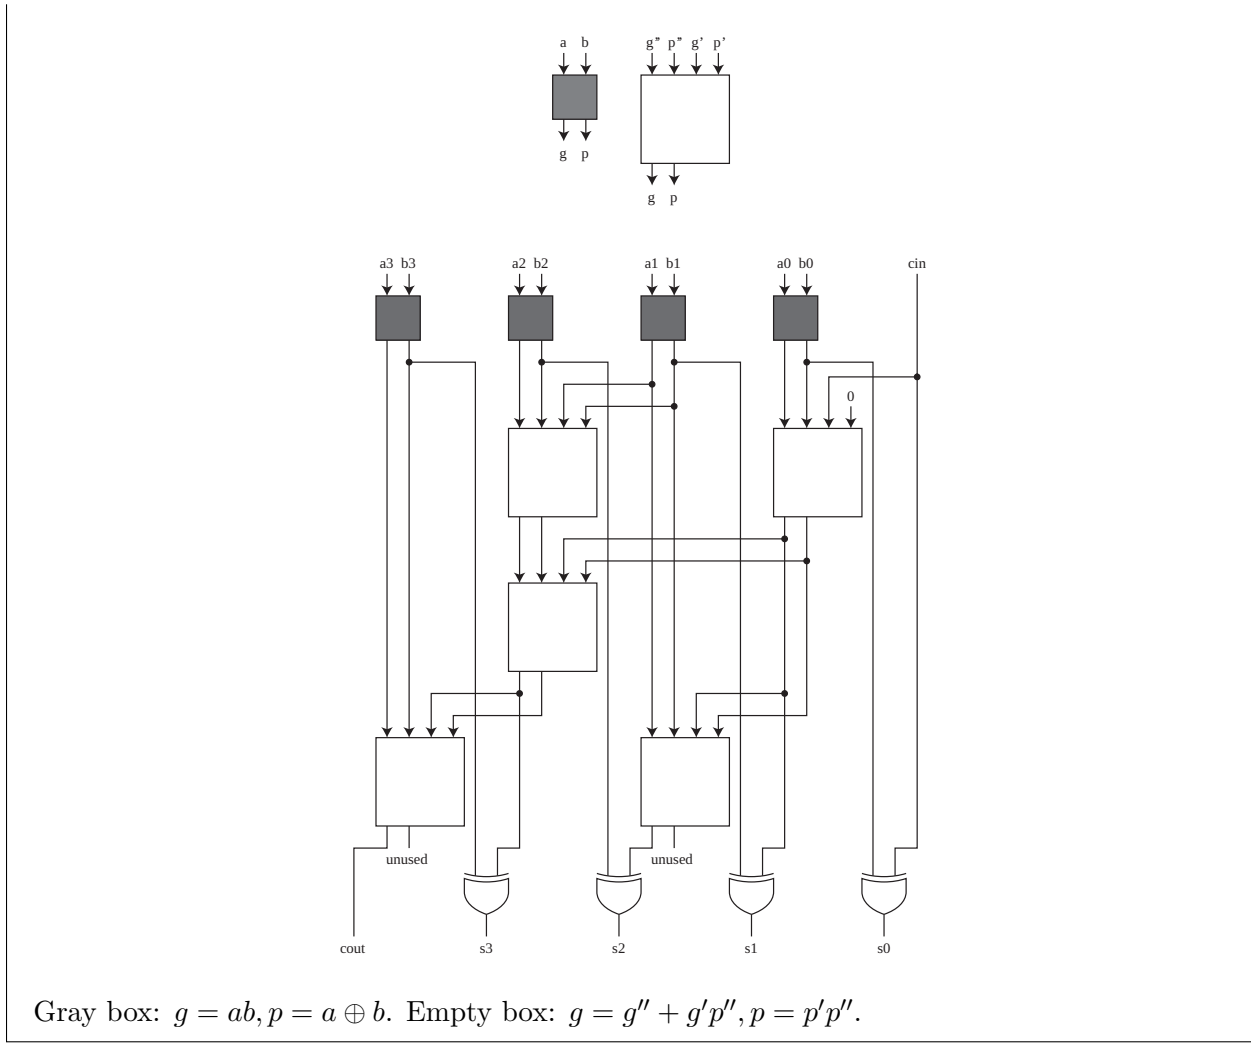 a b g" p" g' p'
g p
g p
a3 b3 a2 b2 a1 b1 a0 b0 cin
0
unused unused
cout s3 s2 s1 s0
Gray box: g = ab, p = a ⊕ b. Empty box: g = g′′ + g′p′′, p = p′p′′.